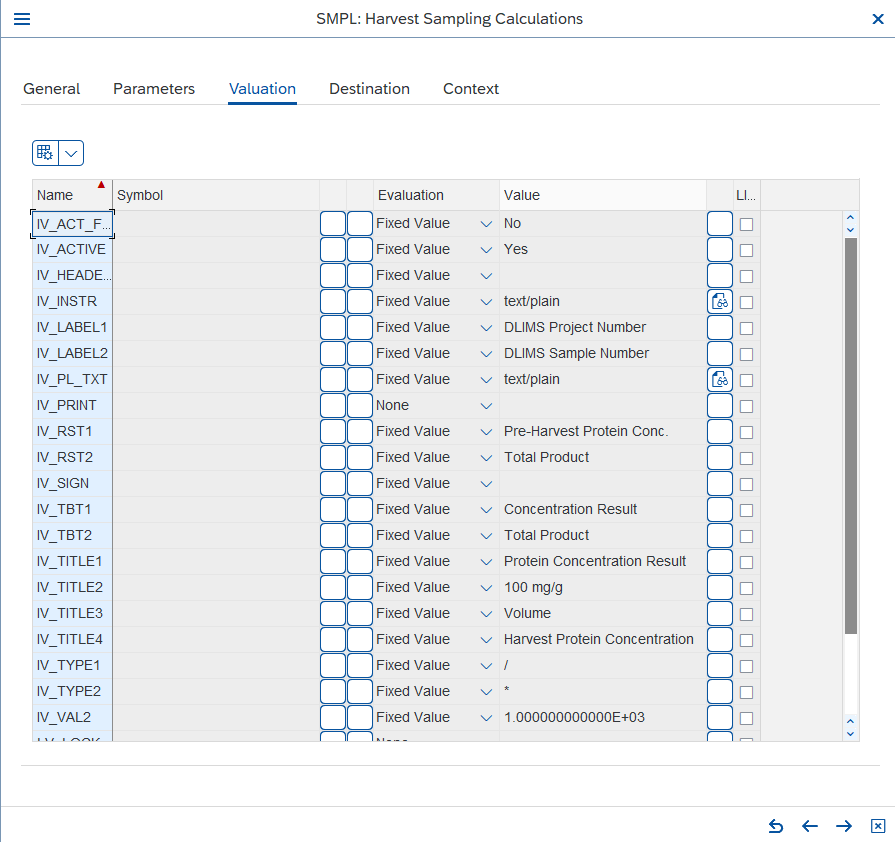 SMPL: Harvest Sampling Calculations
General Parameters Valuation Destination Context
Name Symbol Evaluation Value LI...
IV_ACT_F... Fixed Value No
IV_ACTIVE Fixed Value Yes
IV_HEADE... Fixed Value
IV_INSTR Fixed Value text/plain
IV_LABEL1 Fixed Value DLIMS Project Number
IV_LABEL2 Fixed Value DLIMS Sample Number
IV_PL_TXT Fixed Value text/plain
IV_PRINT None
IV_RST1 Fixed Value Pre-Harvest Protein Conc.
IV_RST2 Fixed Value Total Product
IV_SIGN Fixed Value
IV_TBT1 Fixed Value Concentration Result
IV_TBT2 Fixed Value Total Product
IV_TITLE1 Fixed Value Protein Concentration Result
IV_TITLE2 Fixed Value 100 mg/g
IV_TITLE3 Fixed Value Volume
IV_TITLE4 Fixed Value Harvest Protein Concentration
IV_TYPE1 Fixed Value /
IV_TYPE2 Fixed Value *
IV_VAL2 Fixed Value 1.000000000000E+03